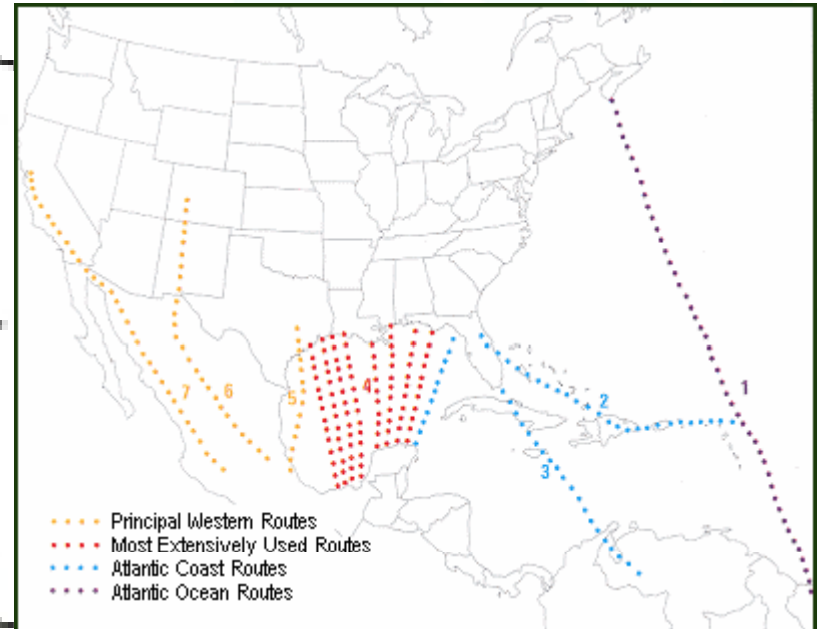 1
2
3
4
5
6
7
Principal Western Routes
Most Extensively Used Routes
Atlantic Coast Routes
Atlantic Ocean Routes